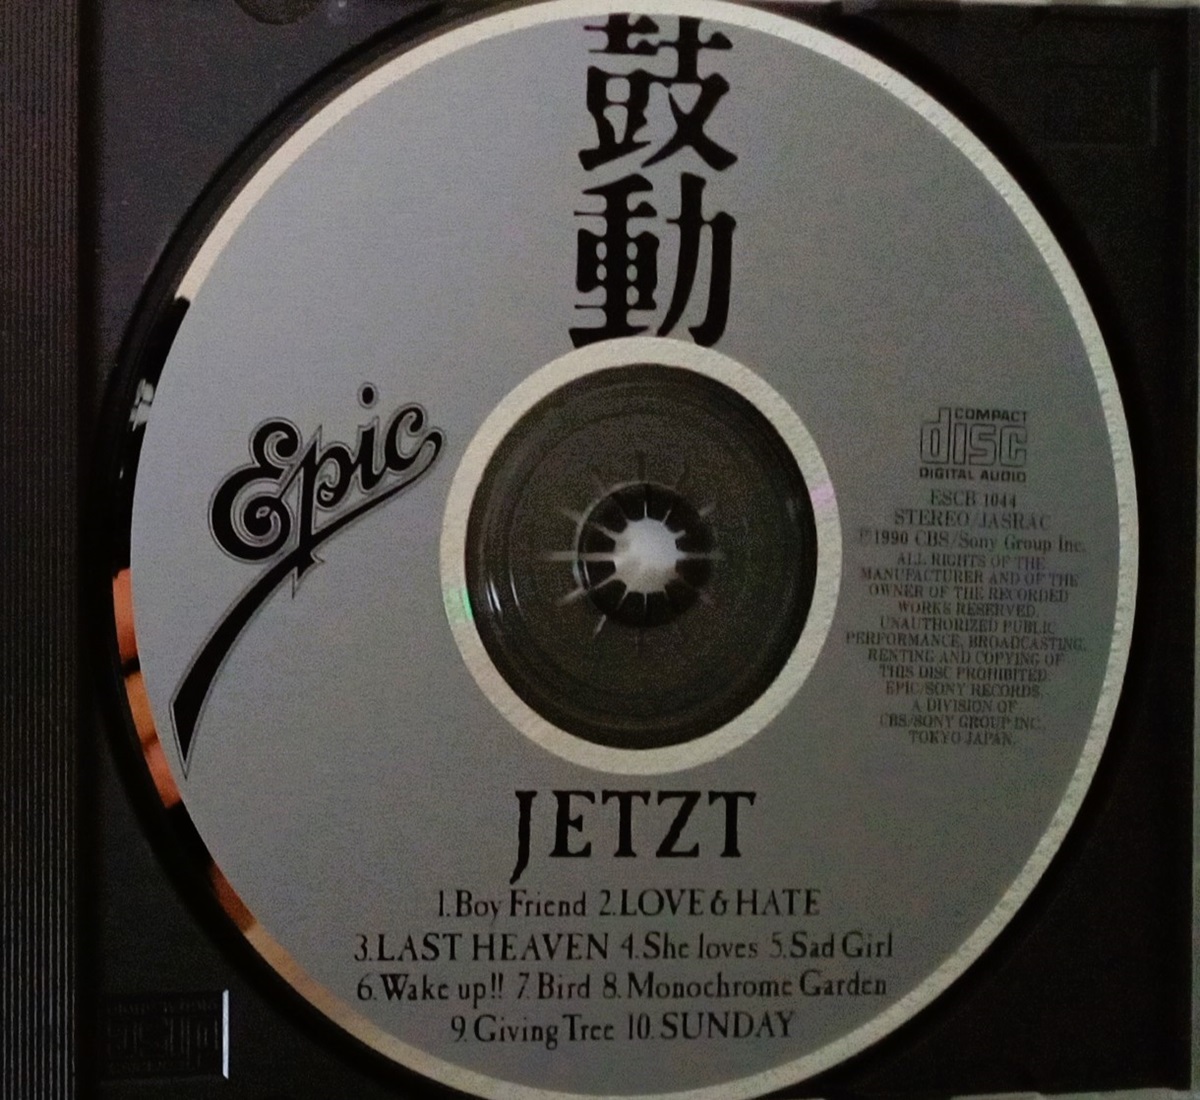 鼓動
Epic
COMPACT
disc
DIGITAL AUDIO
ESCB 1044
STEREO/JASRAC
℗1990 CBS/Sony Group Inc.
ALL RIGHTS OF THE
MANUFACTURER AND OF THE
OWNER OF THE RECORDED
WORKS RESERVED.
UNAUTHORIZED PUBLIC
PERFORMANCE, BROADCASTING,
RENTING AND COPYING OF
THIS DISC PROHIBITED.
EPIC/SONY RECORDS,
A DIVISION OF
CBS/SONY GROUP INC.,
TOKYO JAPAN.
JETZT
1.Boy Friend 2.LOVE&HATE
3.LAST HEAVEN 4.She loves 5.Sad Girl
6.Wake up!! 7.Bird 8.Monochrome Garden
9.Giving Tree 10.SUNDAY